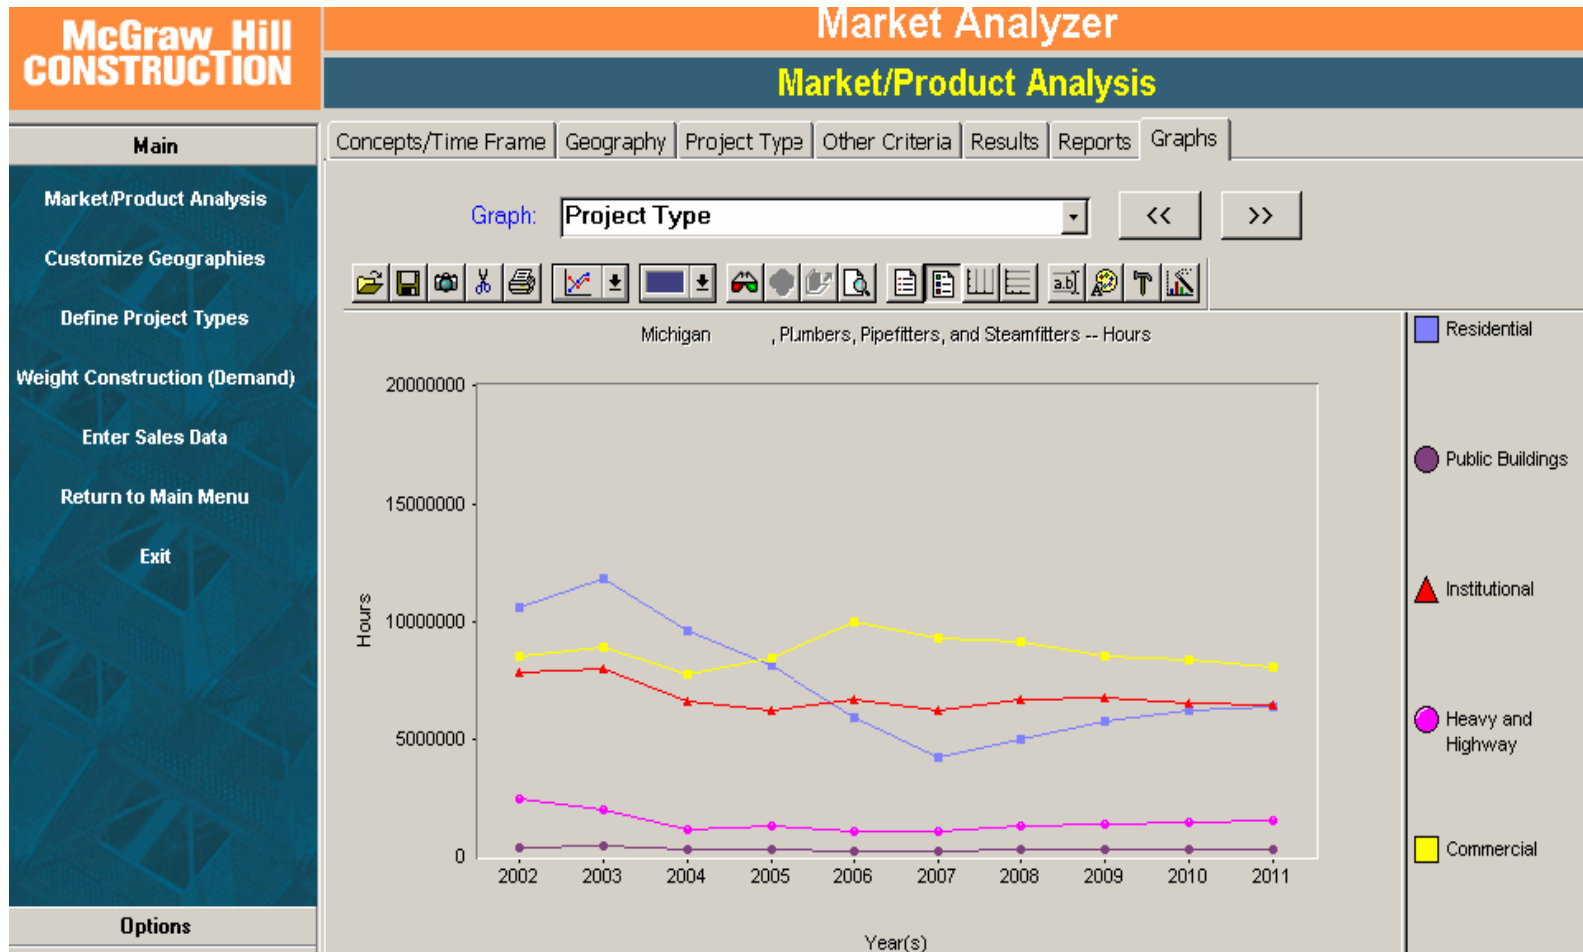 McGraw Hill
CONSTRUCTION
Market Analyzer
Market/Product Analysis
Main
Market/Product Analysis
Customize Geographies
Define Project Types
Weight Construction (Demand)
Enter Sales Data
Return to Main Menu
Exit
Options
Concepts/Time Frame Geography Project Type Other Criteria Results Reports Graphs
Graph: Project Type << >>
a.b
Michigan , Plumbers, Pipefitters, and Steamfitters -- Hours
20000000
15000000
10000000
5000000
0
Hours
2002 2003 2004 2005 2006 2007 2008 2009 2010 2011
Year(s)
Residential
Public Buildings
Institutional
Heavy and
Highway
Commercial